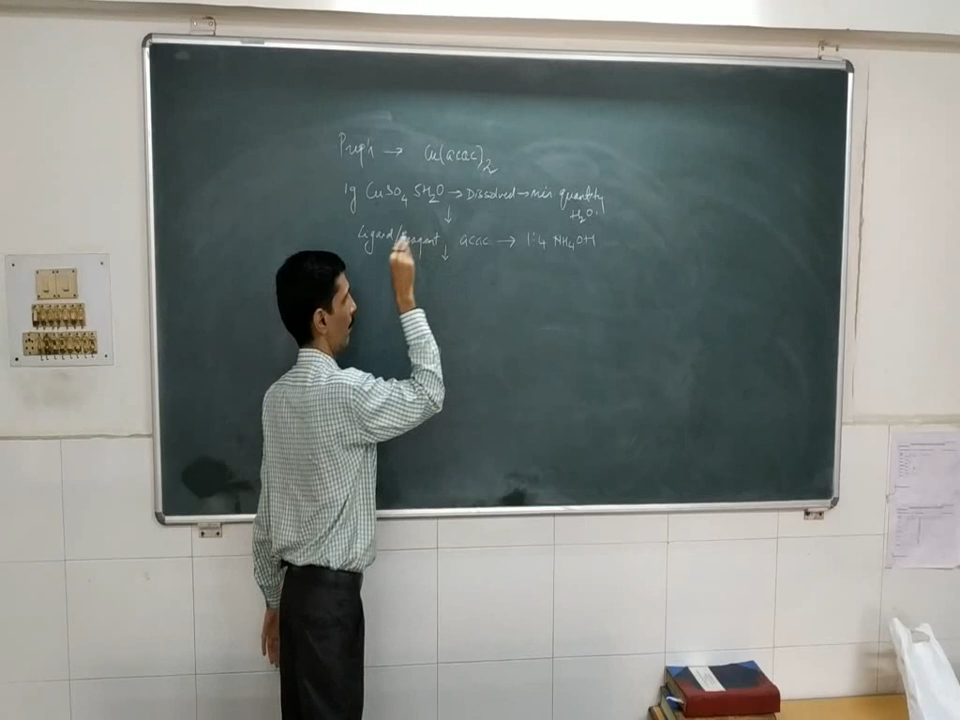 Prep'n → Cu(acac)2
1g CuSO4 5H2O → Dissolved → min quantity
H2O.
↓
Ligand/reagent acac → 1:4 NH4OH
↓